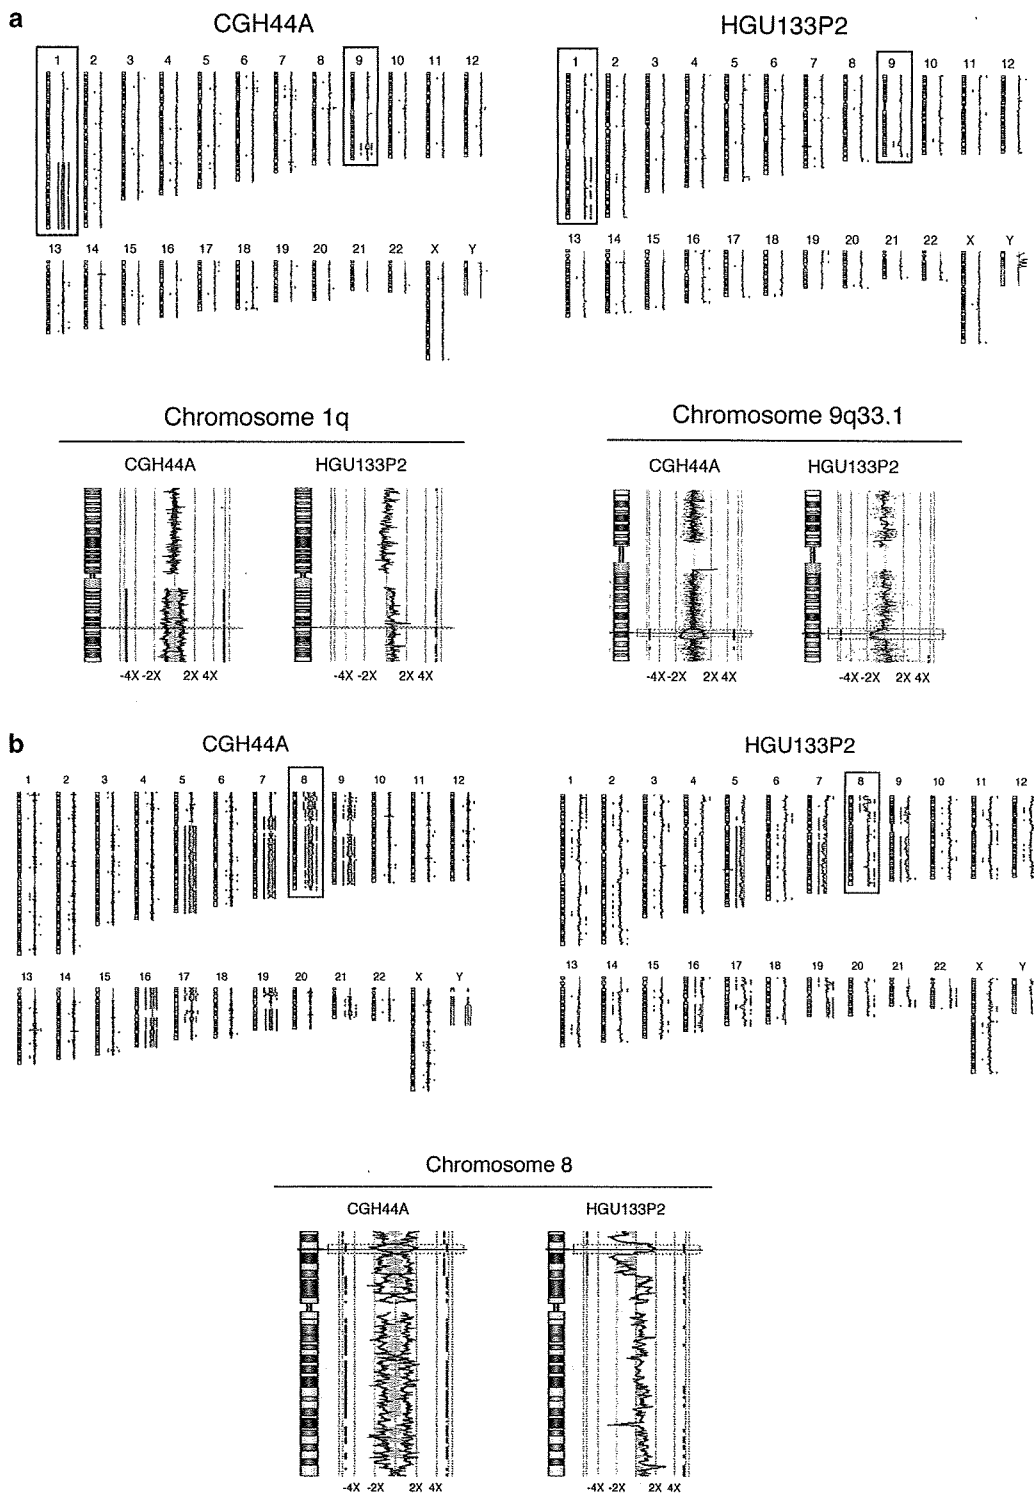 a
CGH44A
HGU133P2
1 2 3 4 5 6 7 8 9 10 11 12
1 2 3 4 5 6 7 8 9 10 11 12
13 14 15 16 17 18 19 20 21 22 X Y
13 14 15 16 17 18 19 20 21 22 X Y
Chromosome 1q
Chromosome 9q33.1
CGH44A
HGU133P2
CGH44A
HGU133P2
-4X -2X 2X 4X
-4X -2X 2X 4X
-4X -2X 2X 4X
-4X -2X 2X 4X
b
CGH44A
HGU133P2
1 2 3 4 5 6 7 8 9 10 11 12
1 2 3 4 5 6 7 8 9 10 11 12
13 14 15 16 17 18 19 20 21 22 X Y
13 14 15 16 17 18 19 20 21 22 X Y
Chromosome 8
CGH44A
HGU133P2
-4X -2X 2X 4X
-4X -2X 2X 4X